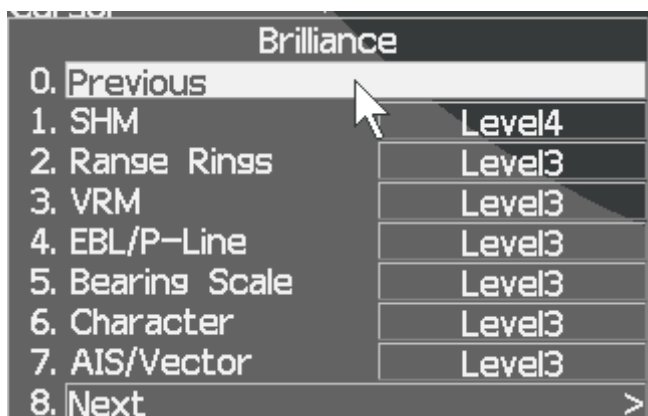 Cursor
Brilliance
0. Previous
1. SHM Level4
2. Range Rings Level3
3. VRM Level3
4. EBL/P-Line Level3
5. Bearing Scale Level3
6. Character Level3
7. AIS/Vector Level3
8. Next >